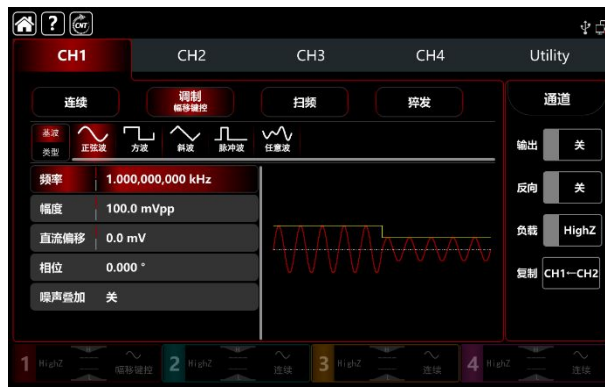 ? CNT
CH1 CH2 CH3 CH4 Utility
连续 调制 扫频 猝发 通道
幅移键控
基波
类型 正弦波 方波 斜波 脉冲波 任意波
输出 关
频率 1.000,000,000 kHz
反向 关
幅度 100.0 mVpp
直流偏移 0.0 mV
负载 HighZ
相位 0.000 °
复制 CH1←CH2
噪声叠加 关
1 HighZ 幅移键控 2 HighZ 连续 3 HighZ 连续 4 HighZ 连续